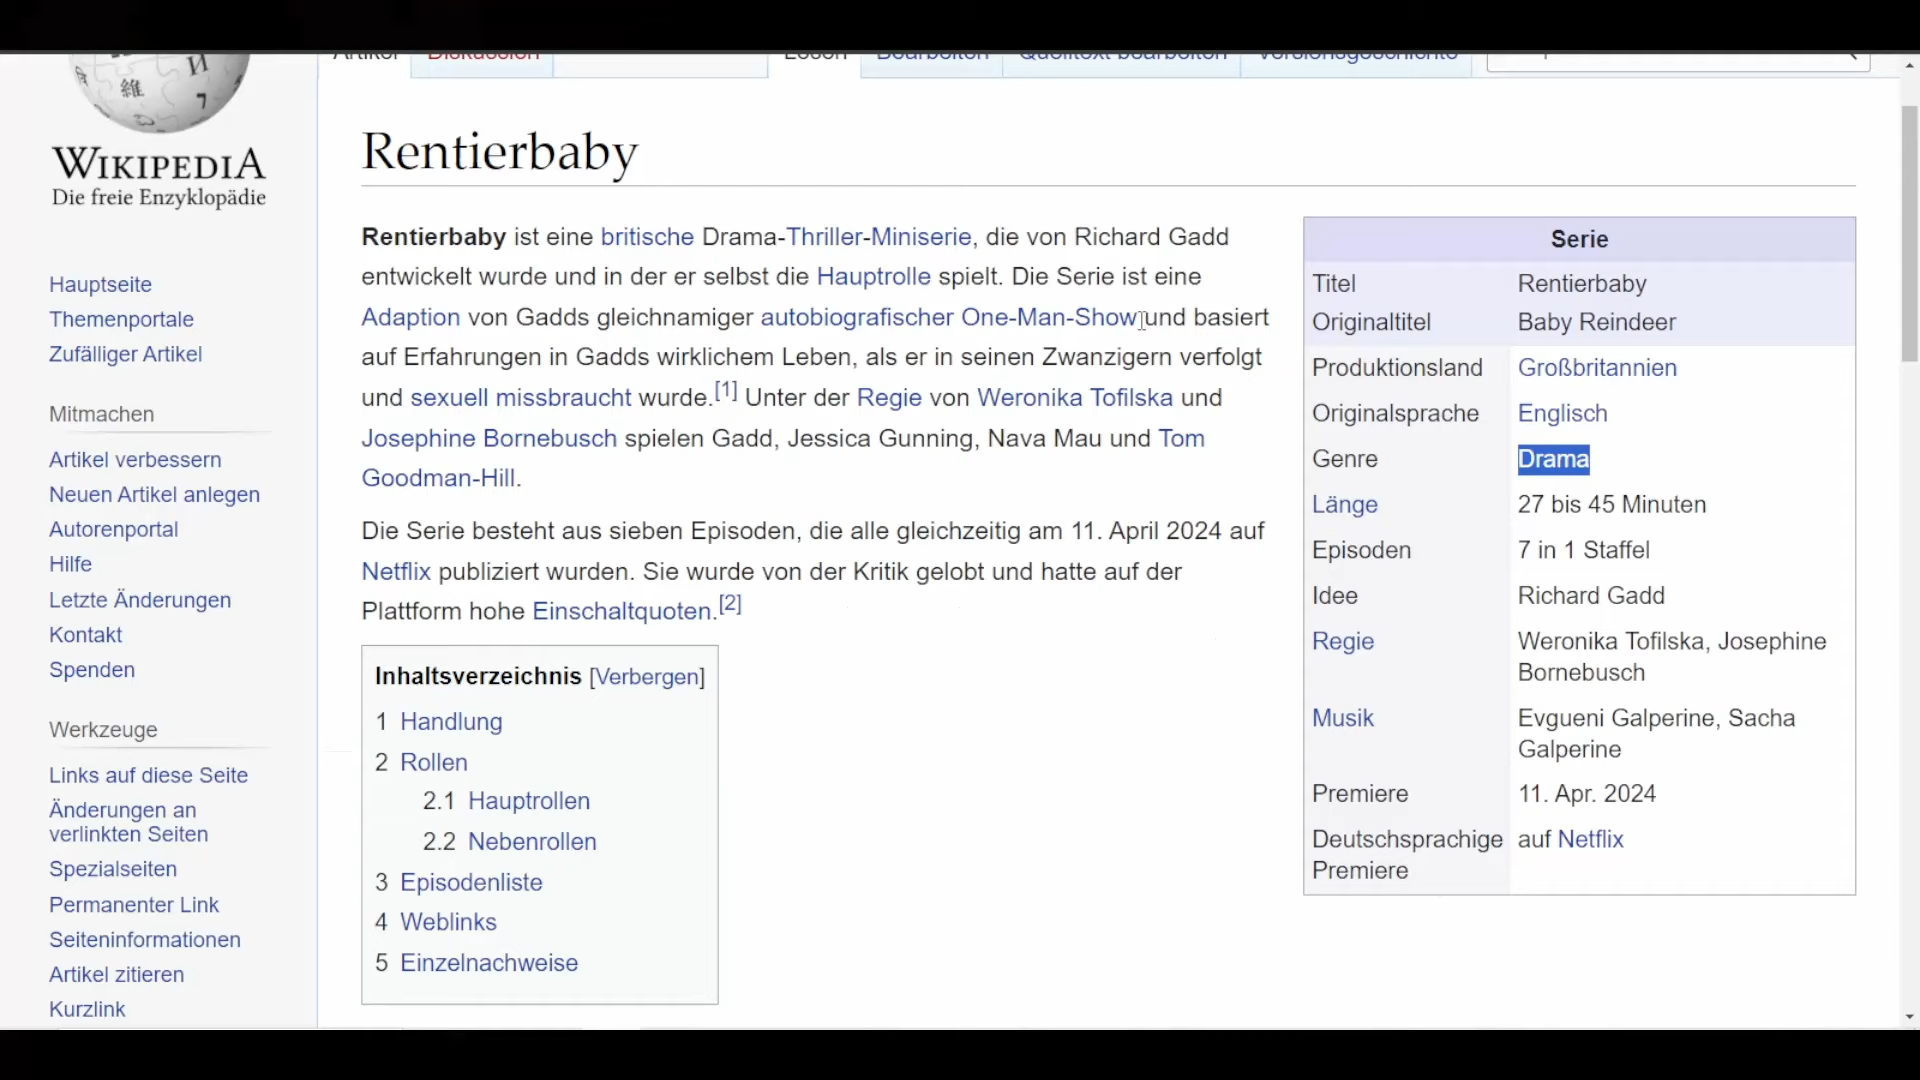 Artikel Diskussion Lesen Bearbeiten Quelltext bearbeiten Versionsgeschichte
WIKIPEDIA
Die freie Enzyklopädie
Hauptseite
Themenportale
Zufälliger Artikel
Mitmachen
Artikel verbessern
Neuen Artikel anlegen
Autorenportal
Hilfe
Letzte Änderungen
Kontakt
Spenden
Werkzeuge
Links auf diese Seite
Änderungen an
verlinkten Seiten
Spezialseiten
Permanenter Link
Seiteninformationen
Artikel zitieren
Kurzlink
Rentierbaby
Rentierbaby ist eine britische Drama-Thriller-Miniserie, die von Richard Gadd
entwickelt wurde und in der er selbst die Hauptrolle spielt. Die Serie ist eine
Adaption von Gadds gleichnamiger autobiografischer One-Man-Show und basiert
auf Erfahrungen in Gadds wirklichem Leben, als er in seinen Zwanzigern verfolgt
und sexuell missbraucht wurde.[1] Unter der Regie von Weronika Tofilska und
Josephine Bornebusch spielen Gadd, Jessica Gunning, Nava Mau und Tom
Goodman-Hill.
Die Serie besteht aus sieben Episoden, die alle gleichzeitig am 11. April 2024 auf
Netflix publiziert wurden. Sie wurde von der Kritik gelobt und hatte auf der
Plattform hohe Einschaltquoten.[2]
Inhaltsverzeichnis [Verbergen]
1 Handlung
2 Rollen
2.1 Hauptrollen
2.2 Nebenrollen
3 Episodenliste
4 Weblinks
5 Einzelnachweise
Serie
Titel Rentierbaby
Originaltitel Baby Reindeer
Produktionsland Großbritannien
Originalsprache Englisch
Genre Drama
Länge 27 bis 45 Minuten
Episoden 7 in 1 Staffel
Idee Richard Gadd
Regie Weronika Tofilska, Josephine
Bornebusch
Musik Evgueni Galperine, Sacha
Galperine
Premiere 11. Apr. 2024
Deutschsprachige auf Netflix
Premiere